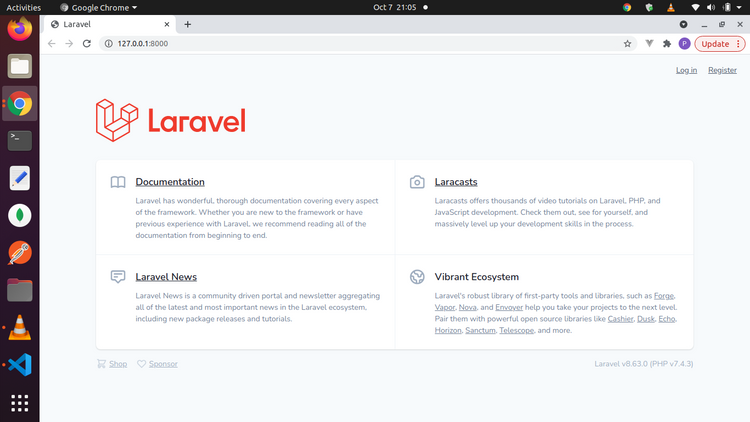 Activities
Google Chrome
Oct 7 21:05
Laravel
127.0.0.1:8000
P
Update
Log in Register
Laravel
Documentation
Laravel has wonderful, thorough documentation covering every aspect
of the framework. Whether you are new to the framework or have
previous experience with Laravel, we recommend reading all of the
documentation from beginning to end.
Laracasts
Laracasts offers thousands of video tutorials on Laravel, PHP, and
JavaScript development. Check them out, see for yourself, and
massively level up your development skills in the process.
Laravel News
Laravel News is a community driven portal and newsletter aggregating
all of the latest and most important news in the Laravel ecosystem,
including new package releases and tutorials.
Vibrant Ecosystem
Laravel's robust library of first-party tools and libraries, such as Forge,
Vapor, Nova, and Envoyer help you take your projects to the next level.
Pair them with powerful open source libraries like Cashier, Dusk, Echo,
Horizon, Sanctum, Telescope, and more.
Shop Sponsor
Laravel v8.63.0 (PHP v7.4.3)